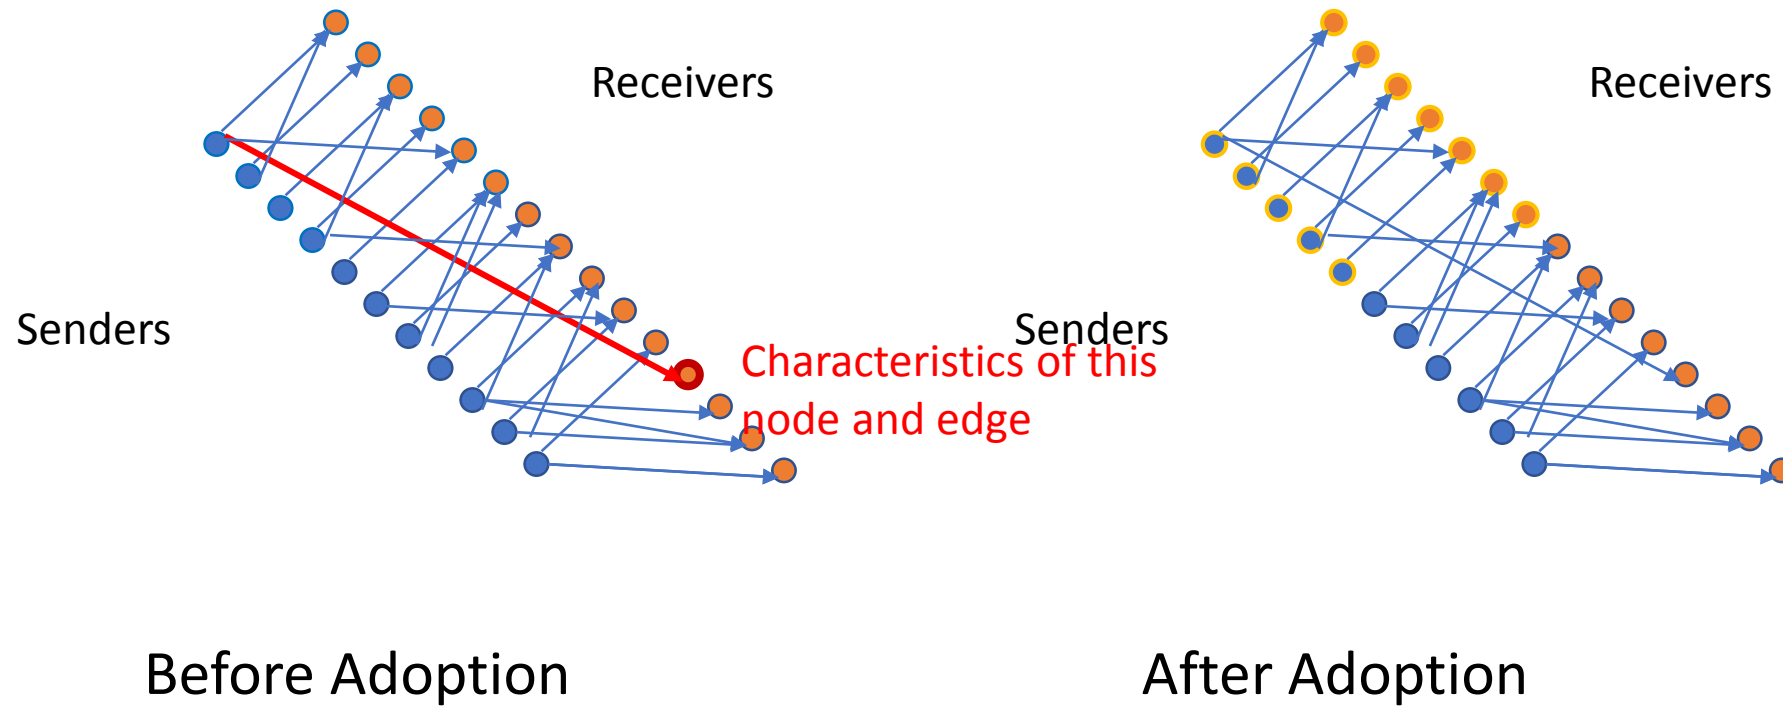 Receivers
Senders
Characteristics of this
node and edge
Before Adoption
Receivers
Senders
After Adoption